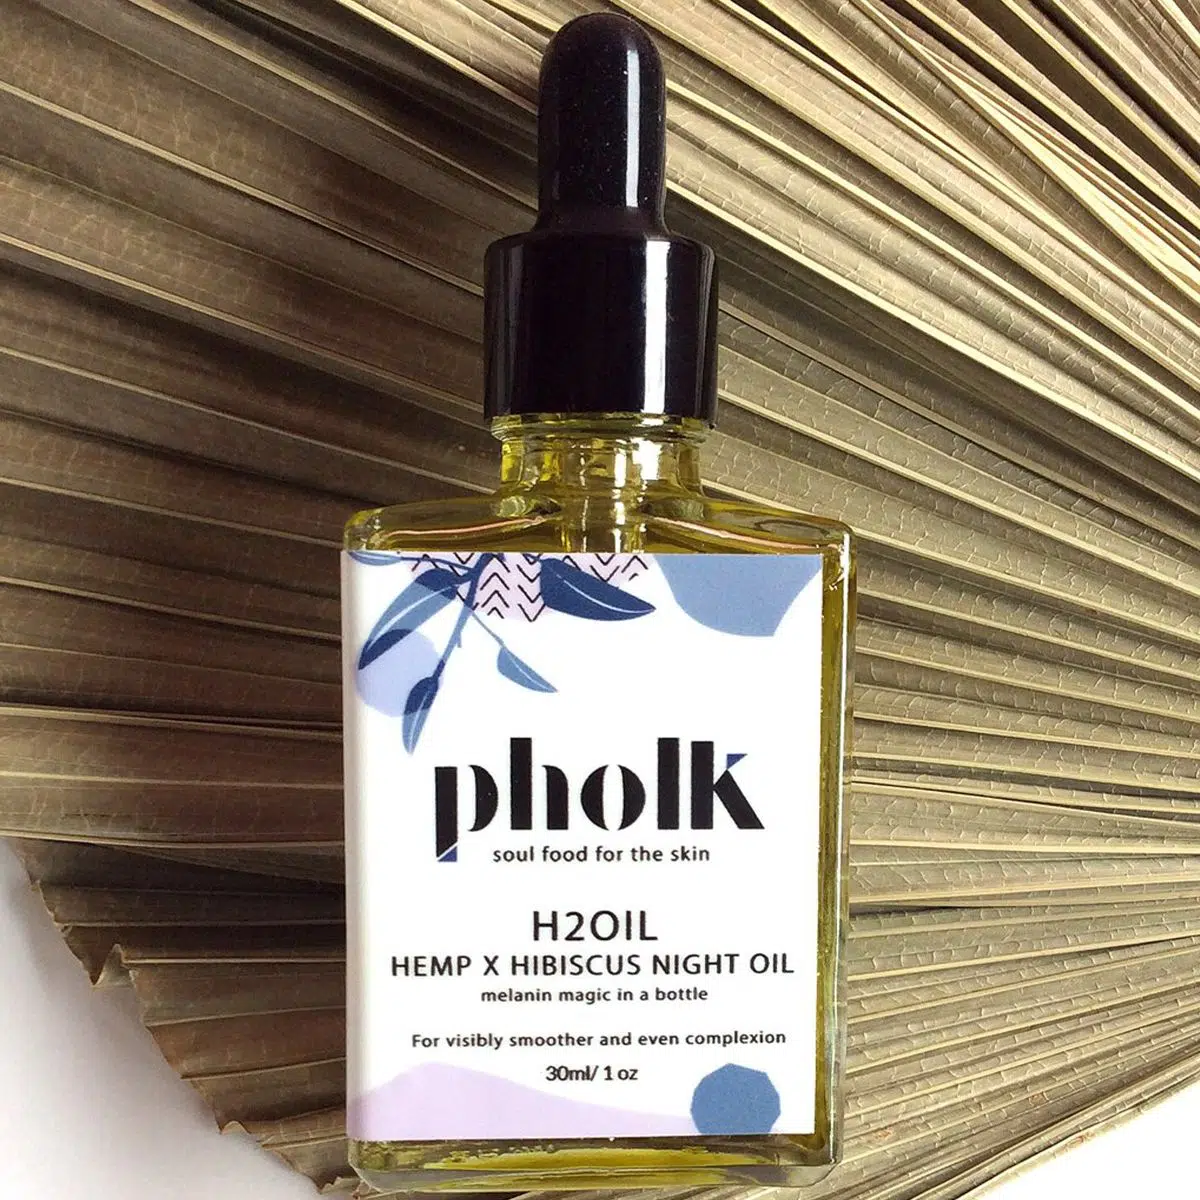 pholk
soul food for the skin
H2OIL
HEMP X HIBISCUS NIGHT OIL
melanin magic in a bottle
For visibly smoother and even complexion
30ml/ 1 oz